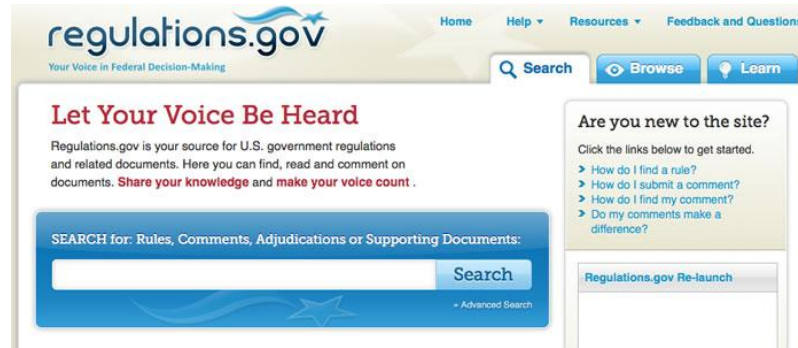 regulations.gov
Your Voice in Federal Decision-Making
Home Help Resources Feedback and Questions
Search Browse Learn
Let Your Voice Be Heard
Regulations.gov is your source for U.S. government regulations
and related documents. Here you can find, read and comment on
documents. Share your knowledge and make your voice count .
SEARCH for: Rules, Comments, Adjudications or Supporting Documents:
Search
» Advanced Search
Are you new to the site?
Click the links below to get started.
How do I find a rule?
How do I submit a comment?
How do I find my comment?
Do my comments make a
difference?
Regulations.gov Re-launch